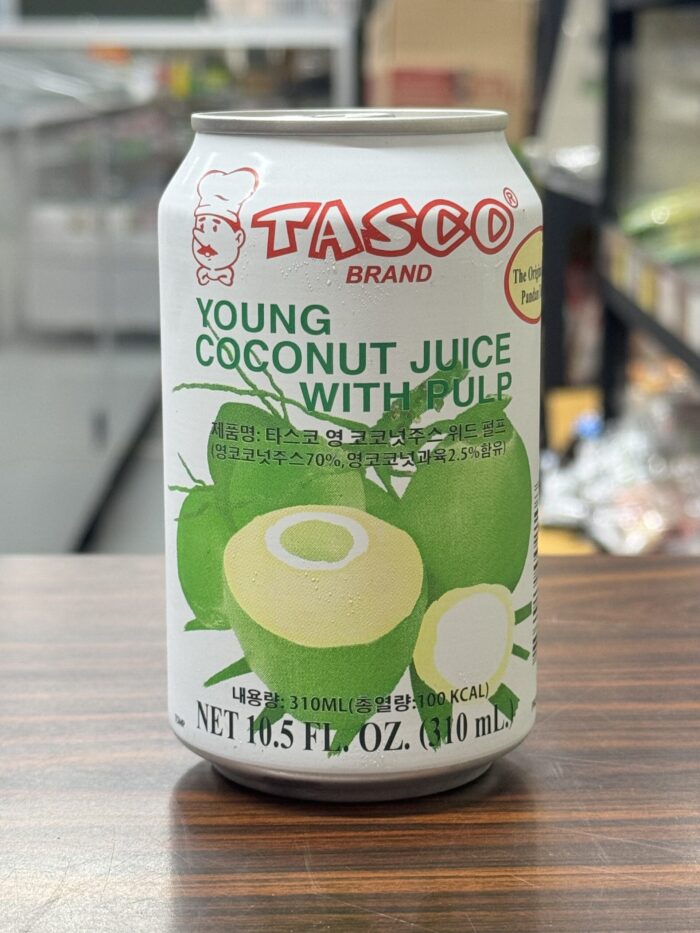 TASCO®
BRAND
The
YOUNG
COCONUT JUICE
WITH PULP
제품명: 타스코 영 코코넛주스 위드 펄프
(영코코넛주스70%,영코코넛과육2.5%함유)
내용량: 310ML(총열량:100 KCAL)
NET 10.5 FL. OZ. (310 mL.)